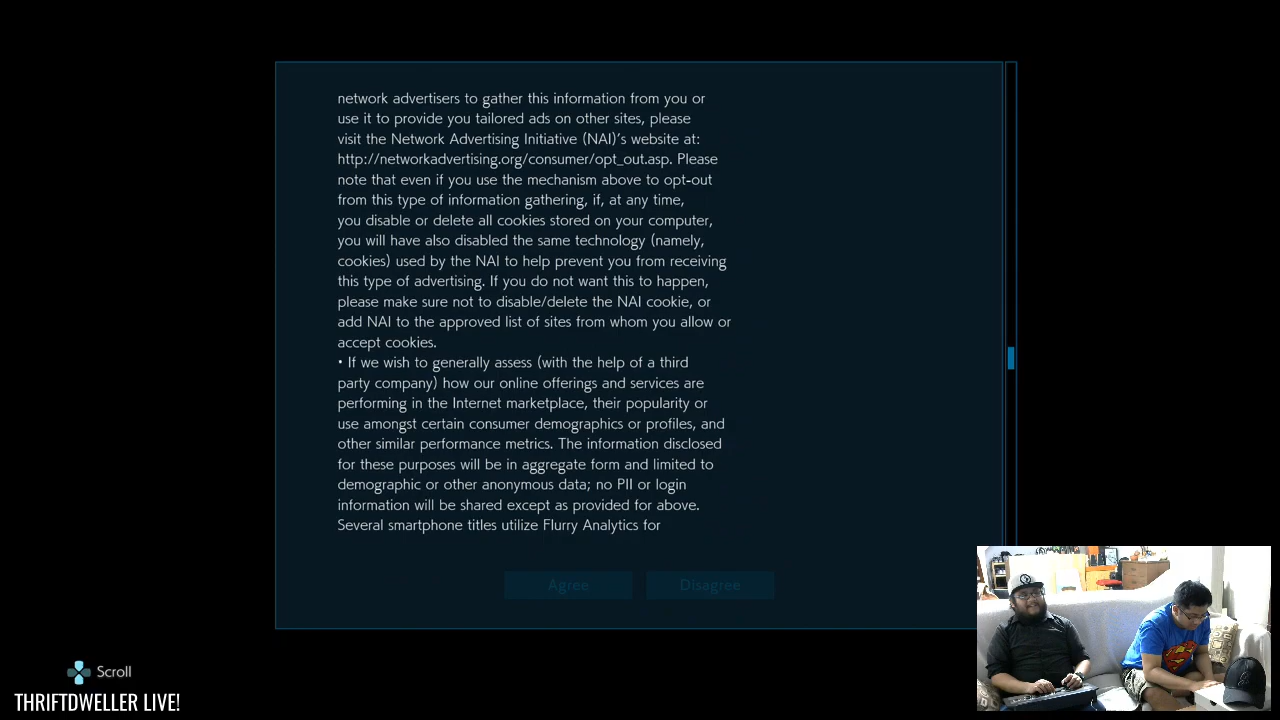 network advertisers to gather this information from you or
use it to provide you tailored ads on other sites, please
visit the Network Advertising Initiative (NAI)'s website at:
http://networkadvertising.org/consumer/opt_out.asp. Please
note that even if you use the mechanism above to opt-out
from this type of information gathering, if, at any time,
you disable or delete all cookies stored on your computer,
you will have also disabled the same technology (namely,
cookies) used by the NAI to help prevent you from receiving
this type of advertising. If you do not want this to happen,
please make sure not to disable/delete the NAI cookie, or
add NAI to the approved list of sites from whom you allow or
accept cookies.
• If we wish to generally assess (with the help of a third
party company) how our online offerings and services are
performing in the Internet marketplace, their popularity or
use amongst certain consumer demographics or profiles, and
other similar performance metrics. The information disclosed
for these purposes will be in aggregate form and limited to
demographic or other anonymous data; no PII or login
information will be shared except as provided for above.
Several smartphone titles utilize Flurry Analytics for
Agree Disagree
Scroll
THRIFTDWELLER LIVE!